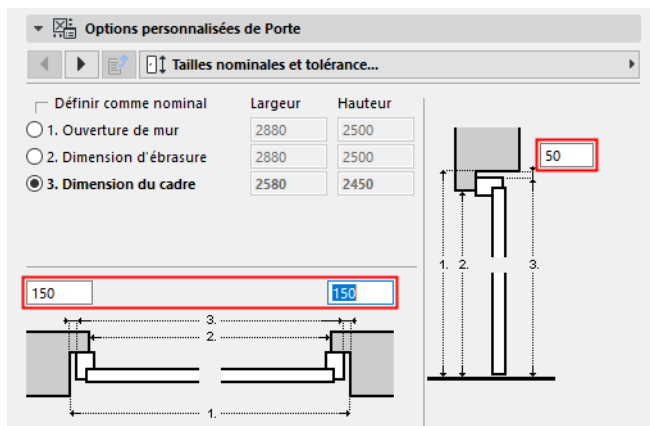 Options personnalisées de Porte
Tailles nominales et tolérance...
Définir comme nominal Largeur Hauteur
1. Ouverture de mur 2880 2500
2. Dimension d'ébrasure 2880 2500
3. Dimension du cadre 2580 2450
50
1. 2. 3.
150 150
3.
2.
1.